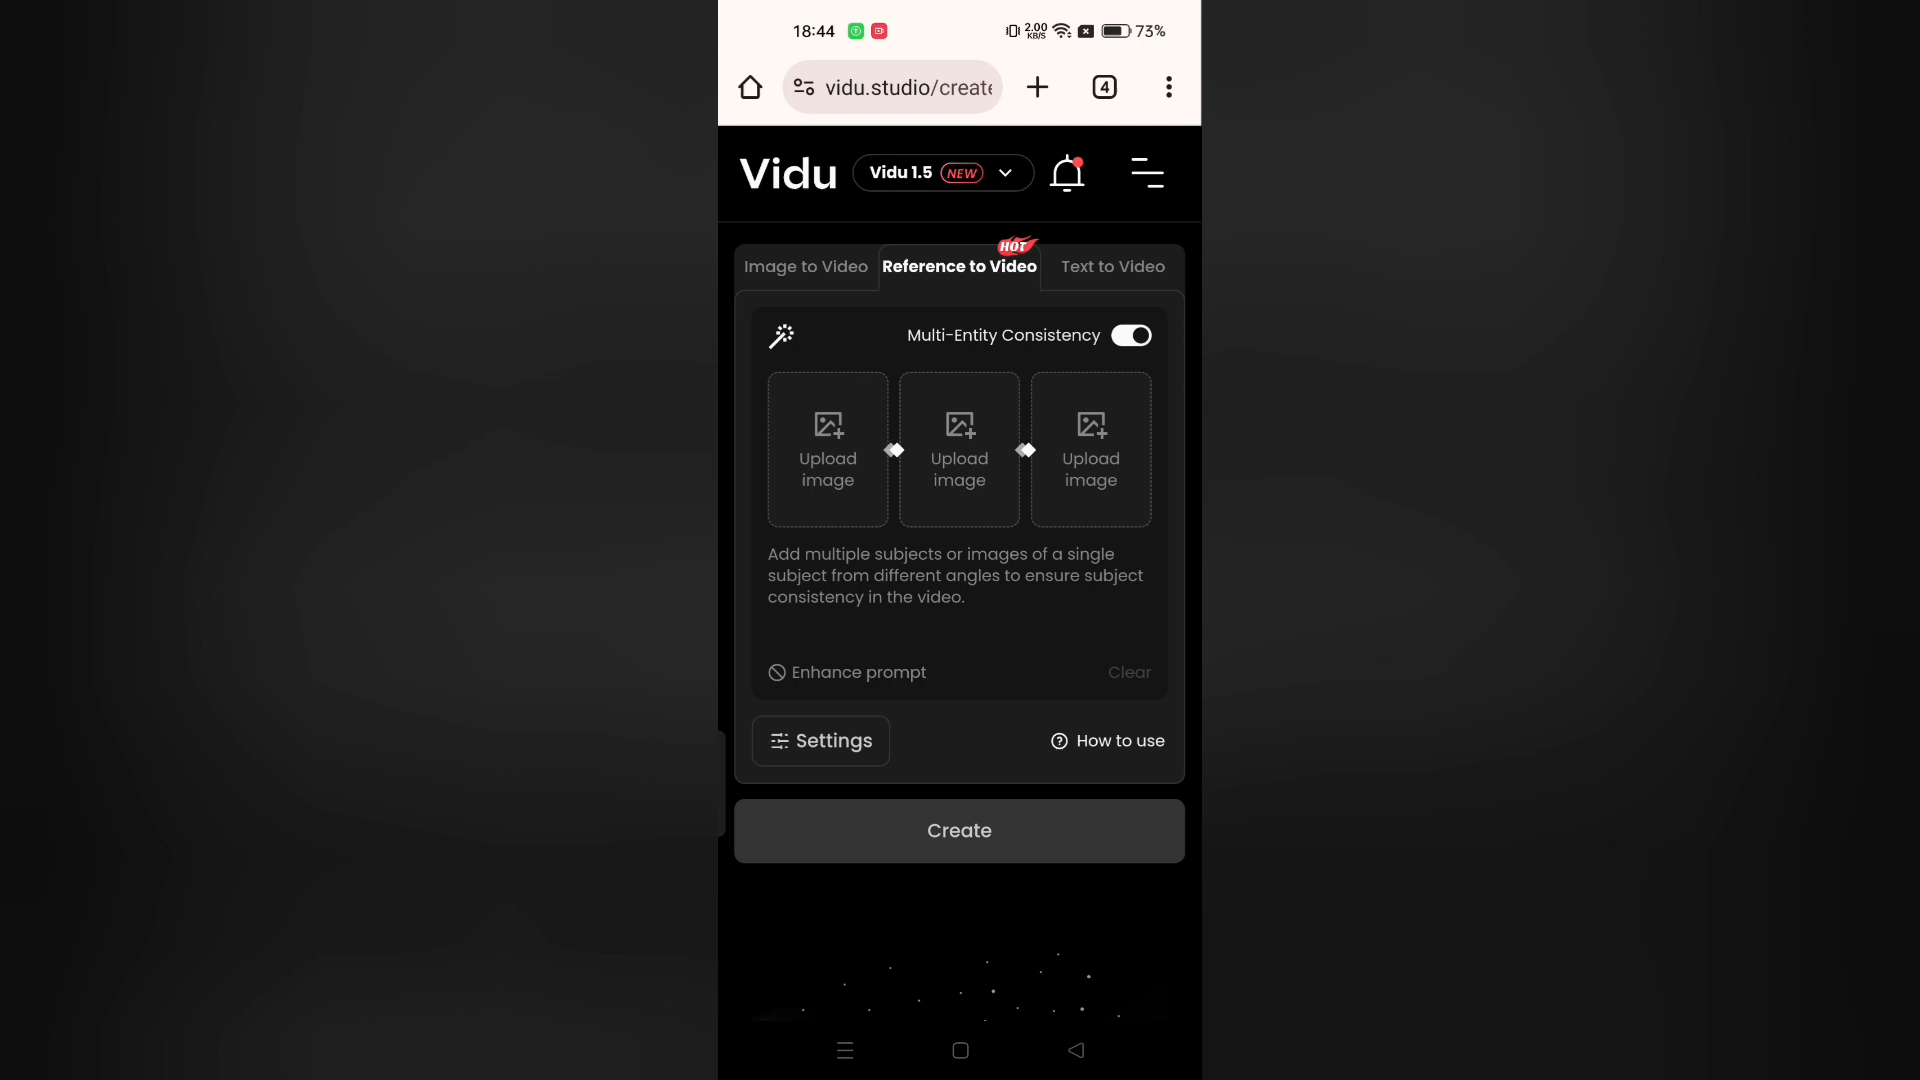 18:44 2.00 KB/S 73%
vidu.studio/create 4
Vidu Vidu 1.5 NEW
HOT
Image to Video Reference to Video Text to Video
Multi-Entity Consistency
Upload image Upload image Upload image
Add multiple subjects or images of a single
subject from different angles to ensure subject
consistency in the video.
Enhance prompt Clear
Settings How to use
Create